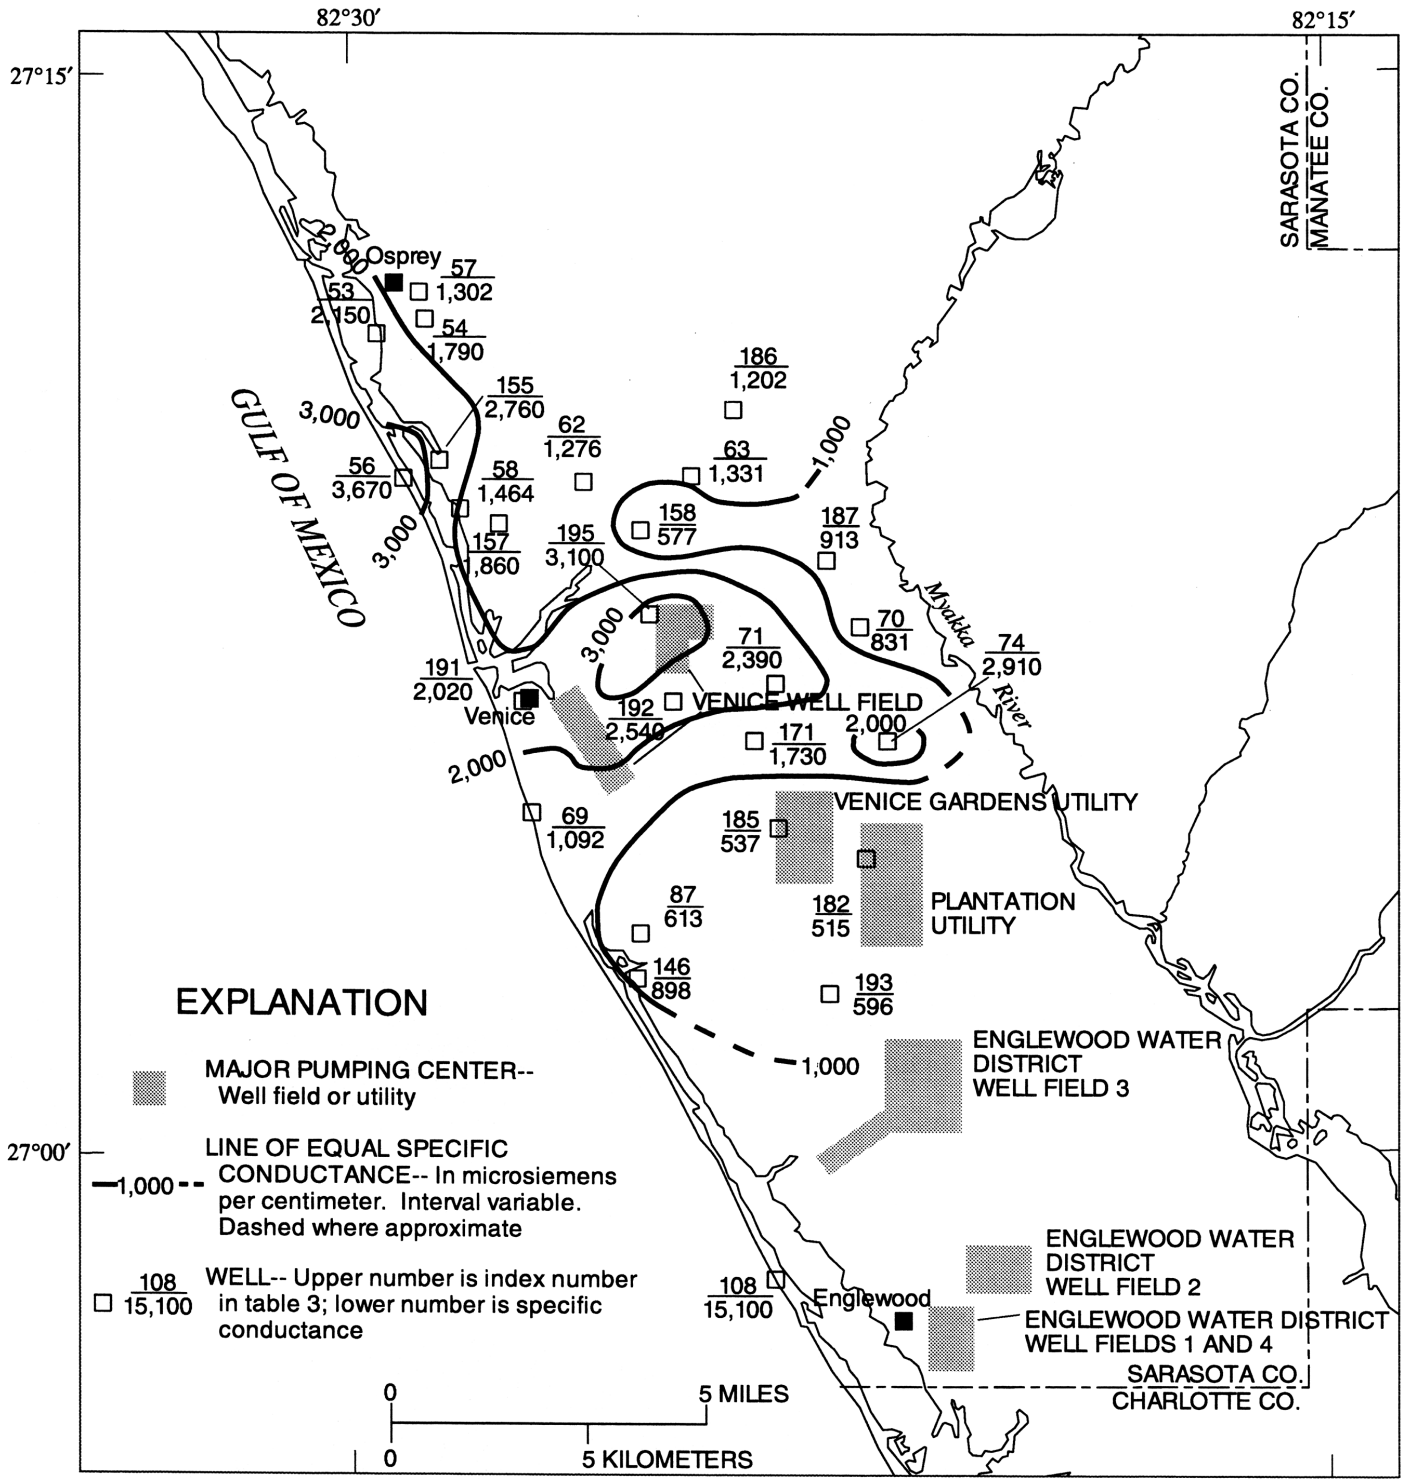 82°30′
82°15′
27°15′
SARASOTA CO.
MANATEE CO.
2,000
Osprey
57
1,302
53
2,150
54
1,790
186
1,202
155
2,760
3,000
GULF OF MEXICO
62
1,276
63
1,331
1,000
56
3,670
58
1,464
158
577
187
913
195
3,100
3,000
157
1,860
Myakka
River
3,000
71
2,390
70
831
74
2,910
191
2,020
Venice
192
2,540
VENICE WELL FIELD
2,000
171
1,730
2,000
VENICE GARDENS UTILITY
69
1,092
185
537
87
613
182
515
PLANTATION
UTILITY
146
898
193
596
1,000
ENGLEWOOD WATER
DISTRICT
WELL FIELD 3
EXPLANATION
MAJOR PUMPING CENTER--
Well field or utility
27°00′
LINE OF EQUAL SPECIFIC
CONDUCTANCE-- In microsiemens
1,000
per centimeter. Interval variable.
Dashed where approximate
108
15,100
WELL-- Upper number is index number
in table 3; lower number is specific
conductance
108
15,100
Englewood
ENGLEWOOD WATER
DISTRICT
WELL FIELD 2
ENGLEWOOD WATER DISTRICT
WELL FIELDS 1 AND 4
SARASOTA CO.
CHARLOTTE CO.
0 5 MILES
0 5 KILOMETERS